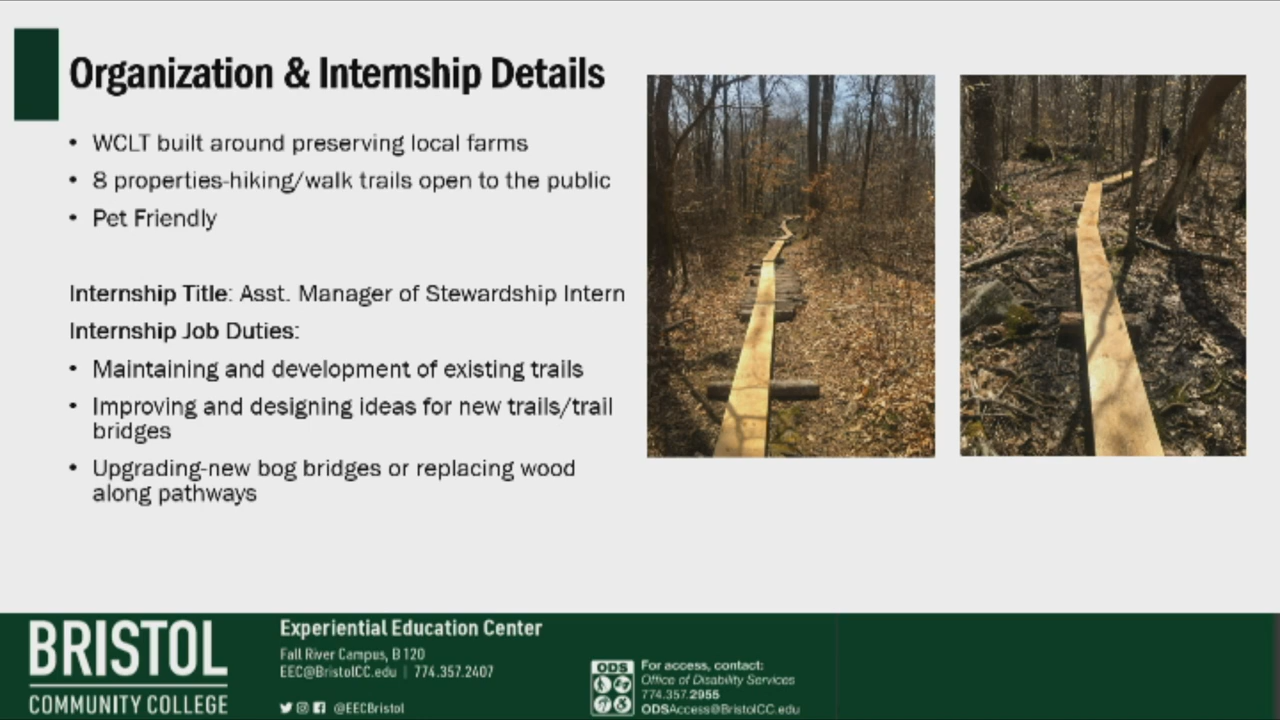 Organization & Internship Details
• WCLT built around preserving local farms
• 8 properties-hiking/walk trails open to the public
• Pet Friendly
Internship Title: Asst. Manager of Stewardship Intern
Internship Job Duties:
• Maintaining and development of existing trails
• Improving and designing ideas for new trails/trail
bridges
• Upgrading-new bog bridges or replacing wood
along pathways
BRISTOL
COMMUNITY COLLEGE
Experiential Education Center
Fall River Campus, B120
EEC@BristolCC.edu | 774.357.2407
@EECBristol
ODS
For access, contact:
Office of Disability Services
774.357.2955
ODSAccess@BristolCC.edu